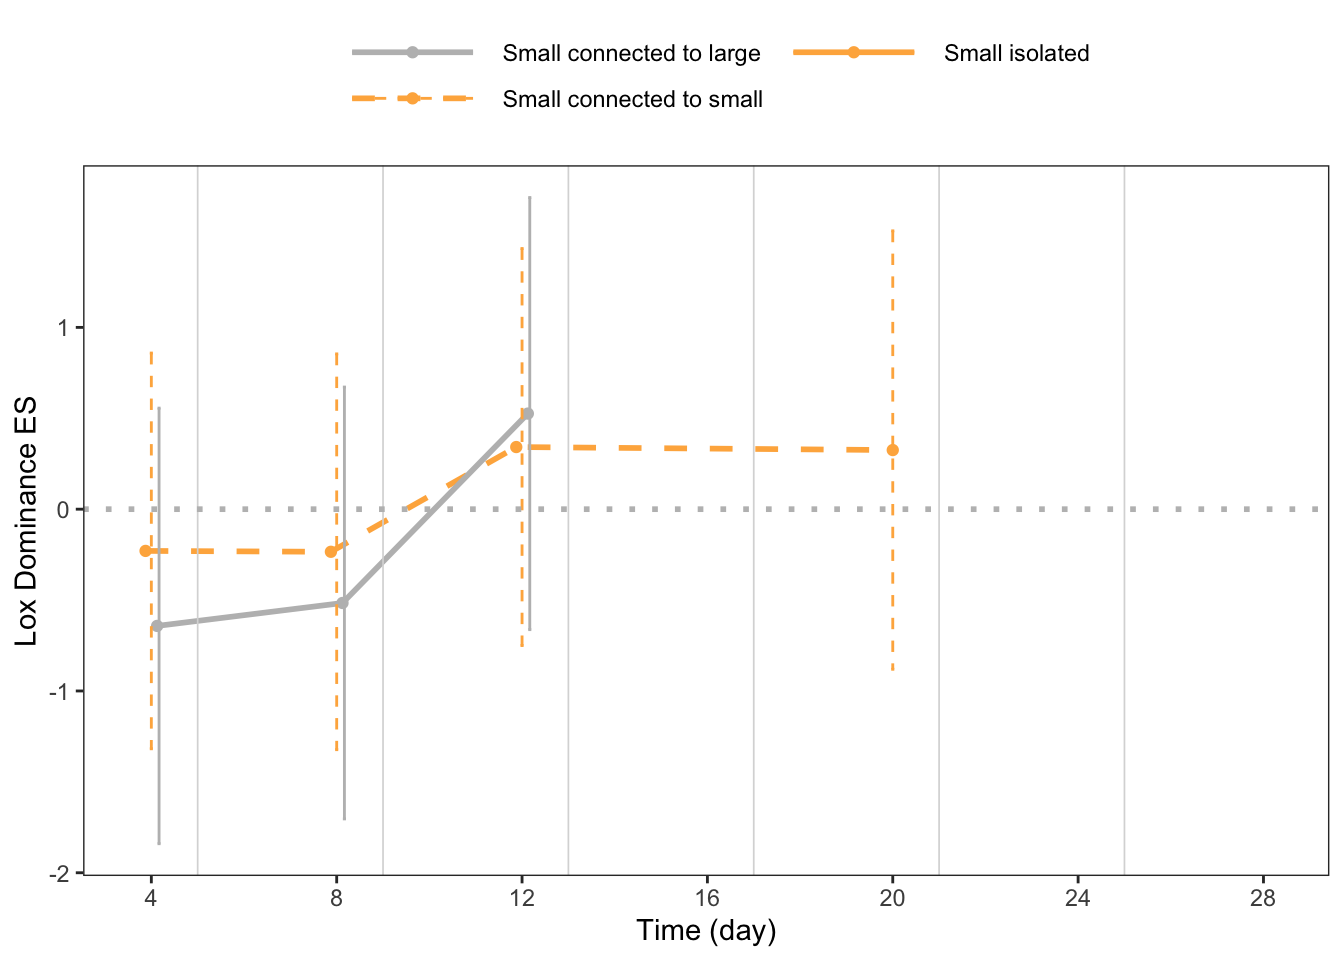 Small connected to large
Small isolated
Small connected to small
Lox Dominance ES
1
0
-1
-2
4
8
12
16
20
24
28
Time (day)